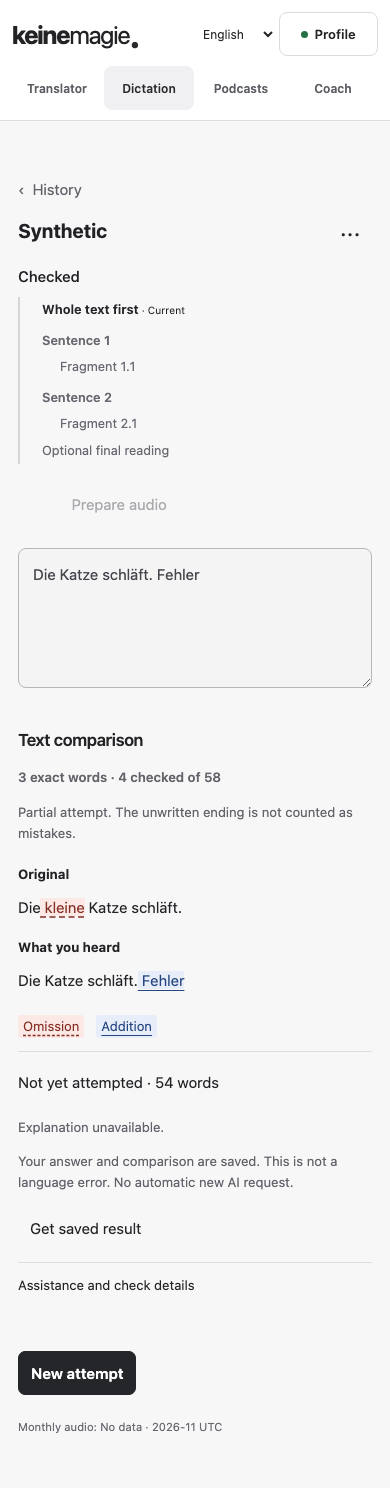 keinemagie.
English
Profile
Translator
Dictation
Podcasts
Coach
‹ History
Synthetic
...
Checked
Whole text first · Current
Sentence 1
Fragment 1.1
Sentence 2
Fragment 2.1
Optional final reading
Prepare audio
Die Katze schläft. Fehler
Text comparison
3 exact words · 4 checked of 58
Partial attempt. The unwritten ending is not counted as
mistakes.
Original
Die kleine Katze schläft.
What you heard
Die Katze schläft. Fehler
Omission Addition
Not yet attempted · 54 words
Explanation unavailable.
Your answer and comparison are saved. This is not a
language error. No automatic new AI request.
Get saved result
Assistance and check details
New attempt
Monthly audio: No data · 2026-11 UTC